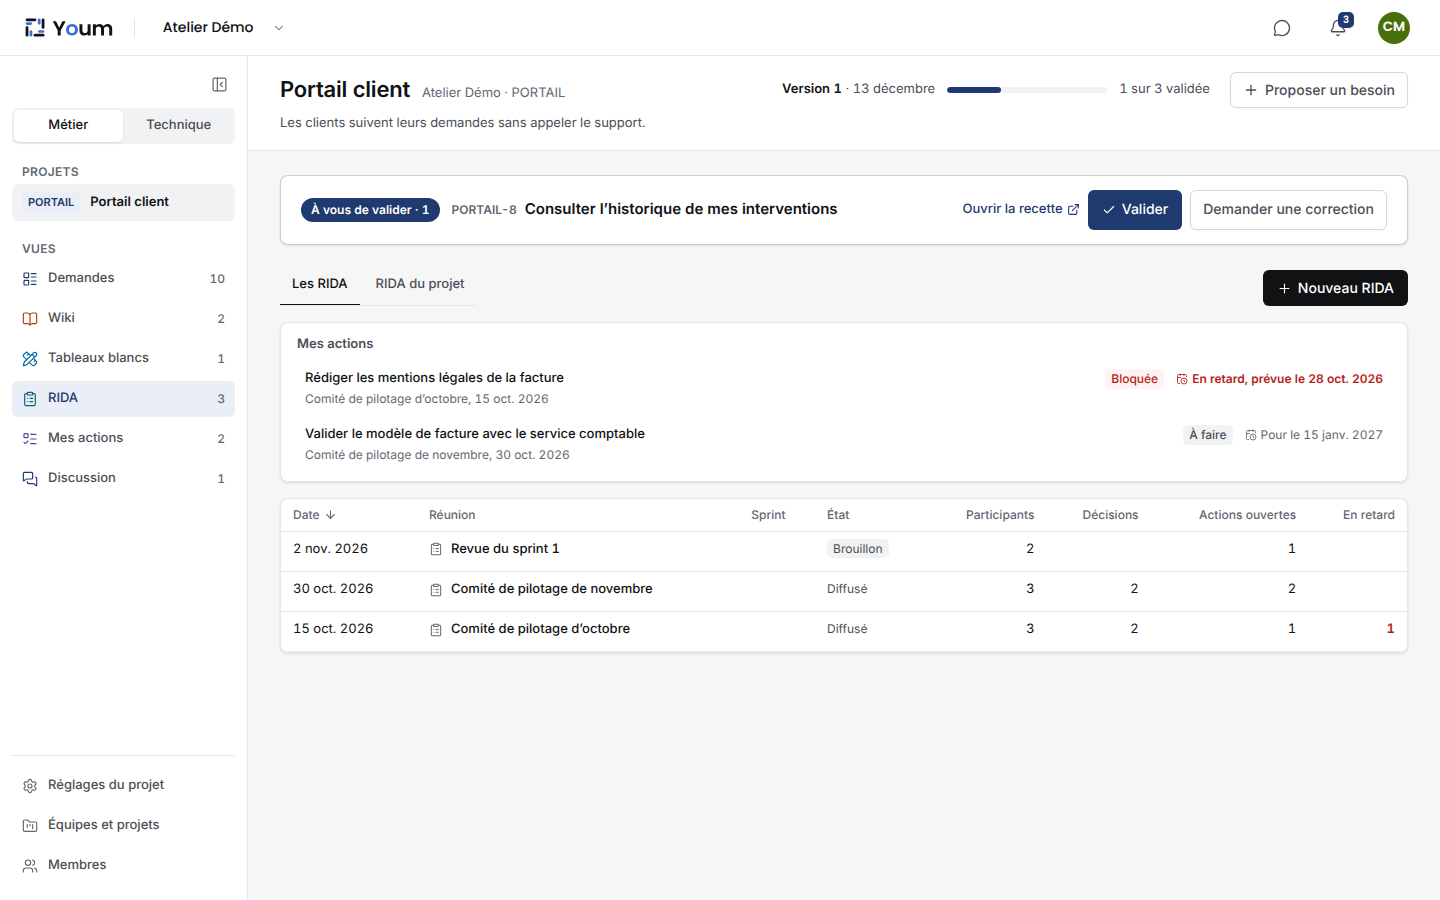 Youm
Atelier Démo
3
CM
Métier
Technique
PROJETS
PORTAIL Portail client
VUES
Demandes 10
Wiki 2
Tableaux blancs 1
RIDA 3
Mes actions 2
Discussion 1
Réglages du projet
Équipes et projets
Membres
Portail client Atelier Démo · PORTAIL
Version 1 · 13 décembre 1 sur 3 validée
Proposer un besoin
Les clients suivent leurs demandes sans appeler le support.
À vous de valider · 1 PORTAIL-8 Consulter l’historique de mes interventions
Ouvrir la recette
Valider
Demander une correction
Les RIDA
RIDA du projet
Nouveau RIDA
Mes actions
Rédiger les mentions légales de la facture
Bloquée En retard, prévue le 28 oct. 2026
Comité de pilotage d’octobre, 15 oct. 2026
Valider le modèle de facture avec le service comptable
À faire Pour le 15 janv. 2027
Comité de pilotage de novembre, 30 oct. 2026
Date Réunion Sprint État Participants Décisions Actions ouvertes En retard
2 nov. 2026 Revue du sprint 1 Brouillon 2 1
30 oct. 2026 Comité de pilotage de novembre Diffusé 3 2 2
15 oct. 2026 Comité de pilotage d’octobre Diffusé 3 2 1 1